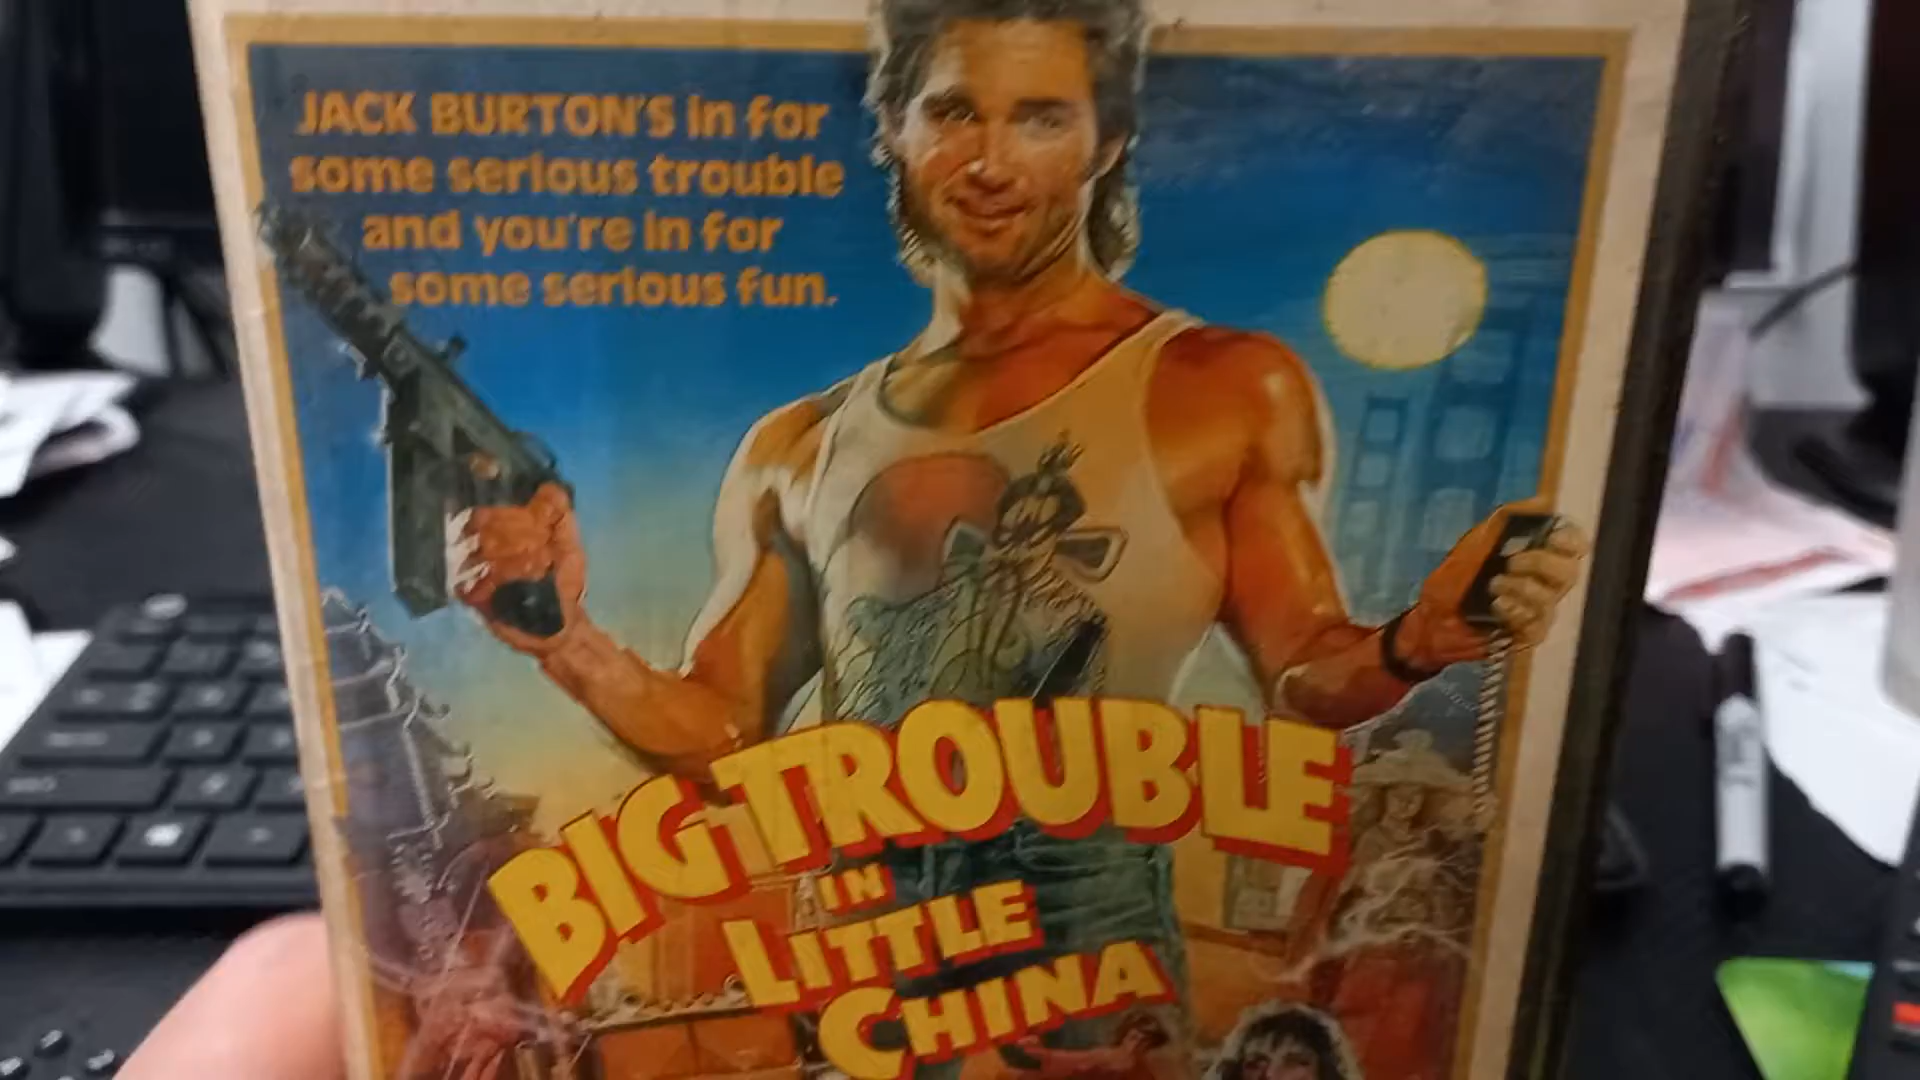 JACK BURTON'S in for
some serious trouble
and you're in for
some serious fun.
BIG TROUBLE
IN
LITTLE
CHINA